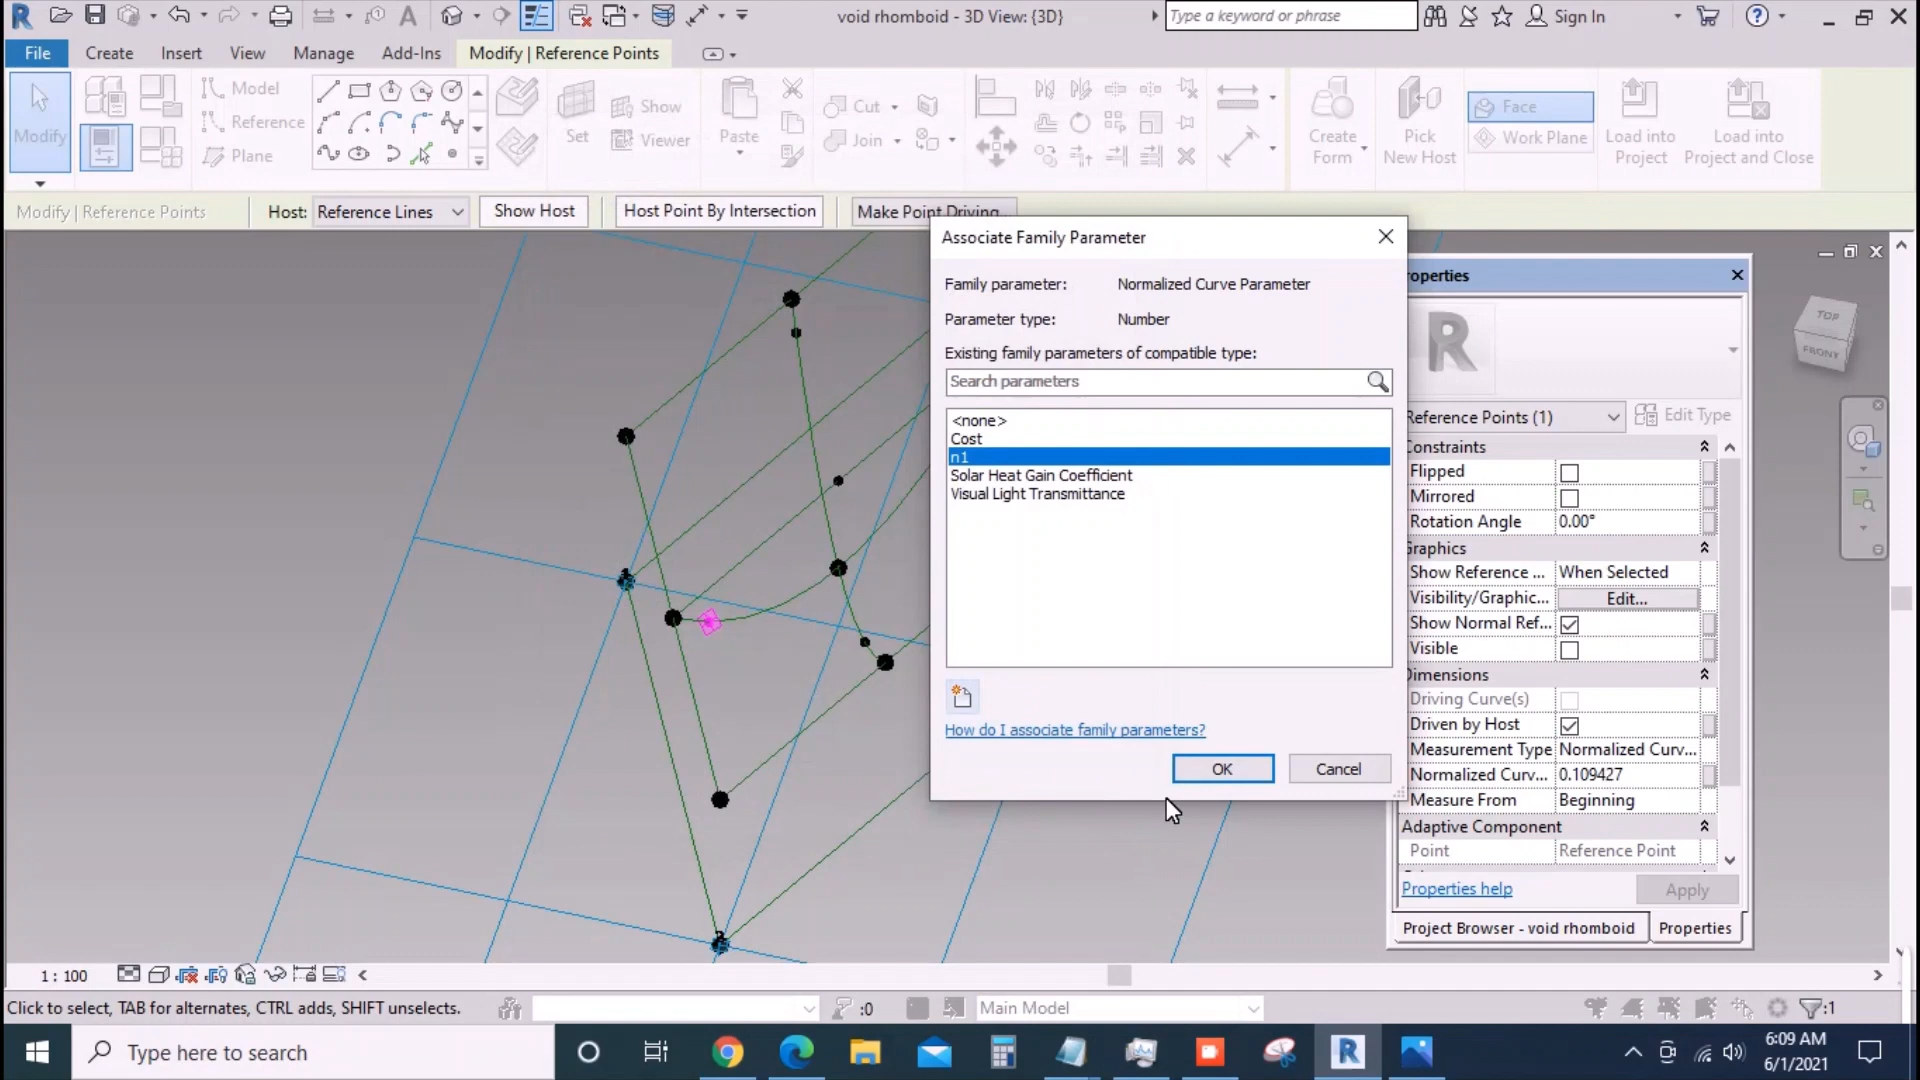 void rhomboid - 3D View: {3D}
Type a keyword or phrase
Sign In
File
Create
Insert
View
Manage
Add-Ins
Modify | Reference Points
Modify
Model
Reference
Plane
Set
Show
Viewer
Paste
Cut
Join
Create
Form
Pick
New Host
Face
Work Plane
Load into
Project
Load into
Project and Close
Modify | Reference Points
Host:
Reference Lines
Show Host
Host Point By Intersection
Make Point Driving
Associate Family Parameter
Family parameter:
Normalized Curve Parameter
Parameter type:
Number
Existing family parameters of compatible type:
Search parameters
<none>
Cost
n1
Solar Heat Gain Coefficient
Visual Light Transmittance
How do I associate family parameters?
OK
Cancel
TOP
FRONT
roperties
R
Reference Points (1)
Edit Type
Constraints
Flipped
Mirrored
Rotation Angle
0.00°
Graphics
Show Reference ...
When Selected
Visibility/Graphic...
Edit...
Show Normal Ref...
Visible
Dimensions
Driving Curve(s)
Driven by Host
Measurement Type
Normalized Curv...
Normalized Curv...
0.109427
Measure From
Beginning
Adaptive Component
Point
Reference Point
Properties help
Apply
Project Browser - void rhomboid
Properties
1 : 100
Click to select, TAB for alternates, CTRL adds, SHIFT unselects.
:0
Main Model
:1
Type here to search
6:09 AM
6/1/2021